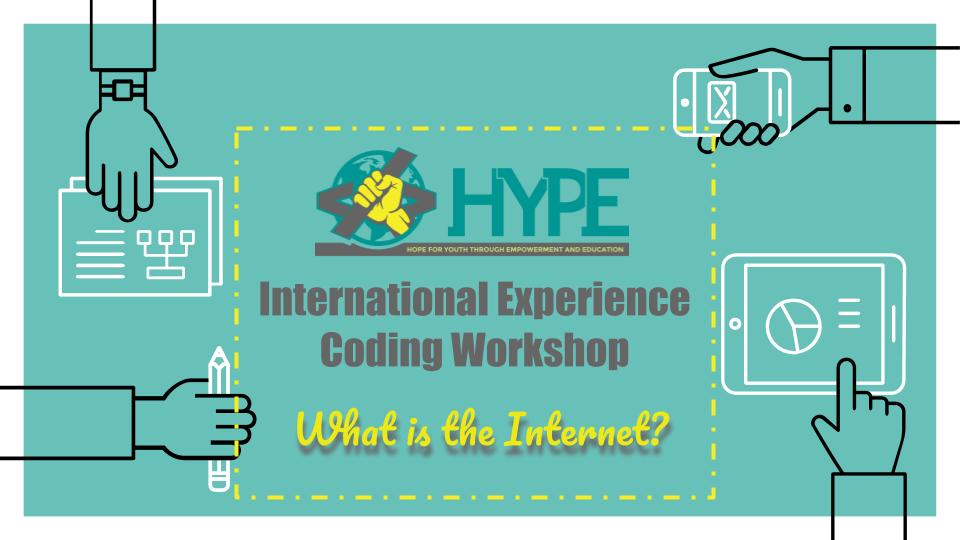 HYPE
HOPE FOR YOUTH THROUGH EMPOWERMENT AND EDUCATION
International Experience
Coding Workshop
What is the Internet?